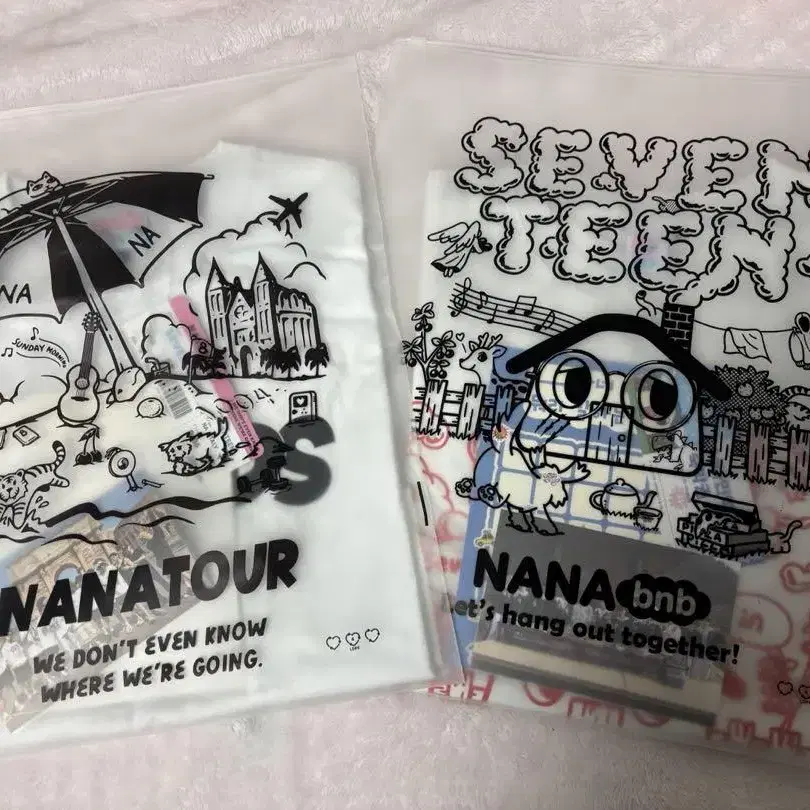 NA
NA
SUNDAY MORNING
NANATOUR
WE DON'T EVEN KNOW
WHERE WE'RE GOING.
SEVEN
TEEN
NANA bnb
Let's hang out together!